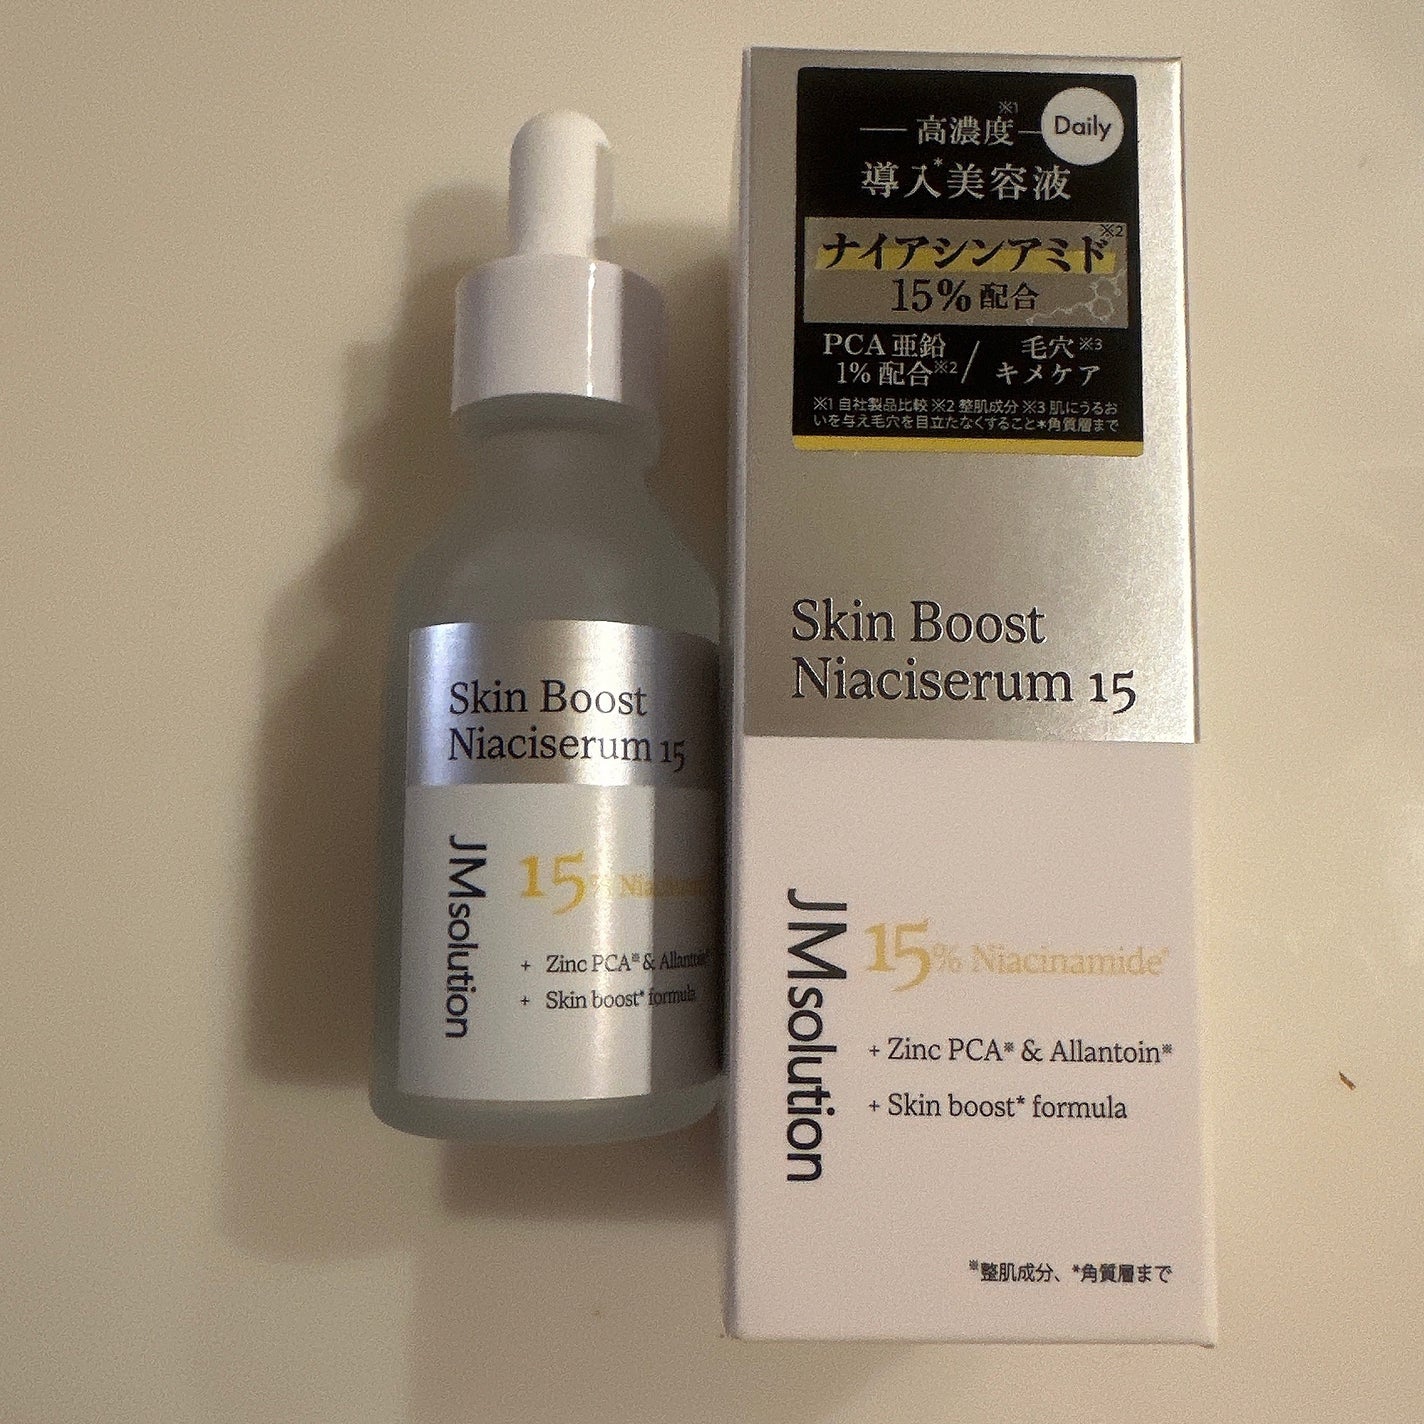 Skin Boost
Niaciserum 15
JMsolution
15
+ Zinc PCA※ & Allantoin
+ Skin boost* formula
Daily
高濃度※1
導入*美容液
ナイアシンアミド※2
15%配合
PCA亜鉛
1%配合※2/
毛穴※3
キメケア
※1 自社製品比較 ※2 整肌成分 ※3 肌にうるお
いを与え毛穴を目立たなくすること*角質層まで
Skin Boost
Niaciserum 15
JMsolution
15% Niacinamide※
+ Zinc PCA※ & Allantoin※
+ Skin boost* formula
※整肌成分、*角質層まで